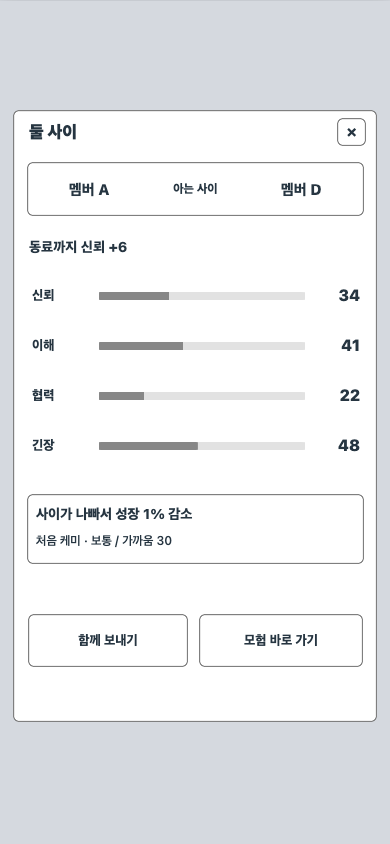 둘 사이
×
멤버 A 아는 사이 멤버 D
동료까지 신뢰 +6
신뢰 34
이해 41
협력 22
긴장 48
사이가 나빠서 성장 1% 감소
처음 케미 · 보통 / 가까움 30
함께 보내기 모험 바로 가기